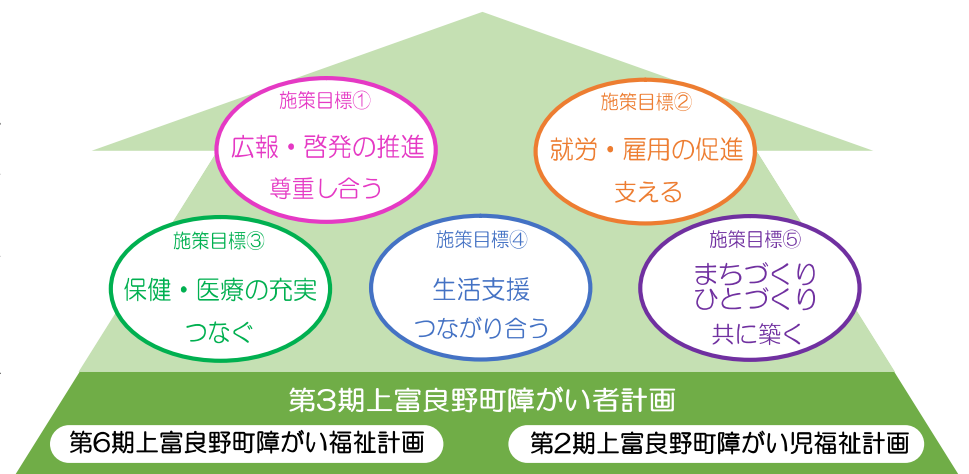 施策目標①
広報・啓発の推進
尊重し合う
施策目標②
就労・雇用の促進
支える
施策目標③
保健・医療の充実
つなぐ
施策目標④
生活支援
つながり合う
施策目標⑤
まちづくり
ひとづくり
共に築く
第3期上富良野町障がい者計画
第6期上富良野町障がい福祉計画
第2期上富良野町障がい児福祉計画